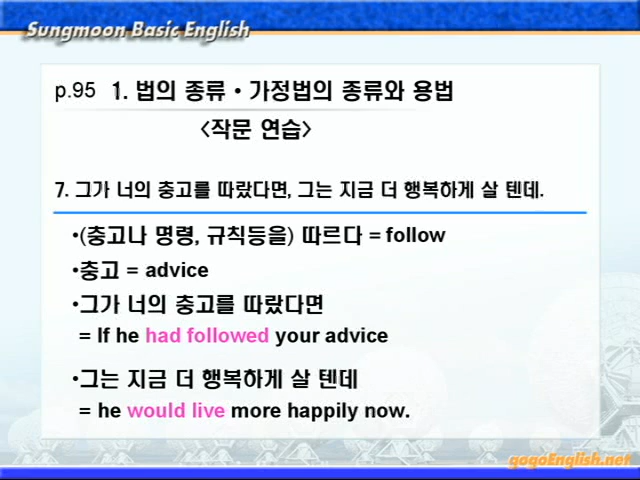 Sungmoon Basic English
p.95 1. 법의 종류 • 가정법의 종류와 용법
<작문 연습>
7. 그가 너의 충고를 따랐다면, 그는 지금 더 행복하게 살 텐데.
•(충고나 명령, 규칙등을) 따르다 = follow
•충고 = advice
•그가 너의 충고를 따랐다면
= If he had followed your advice
•그는 지금 더 행복하게 살 텐데
= he would live more happily now.
gogoEnglish.net